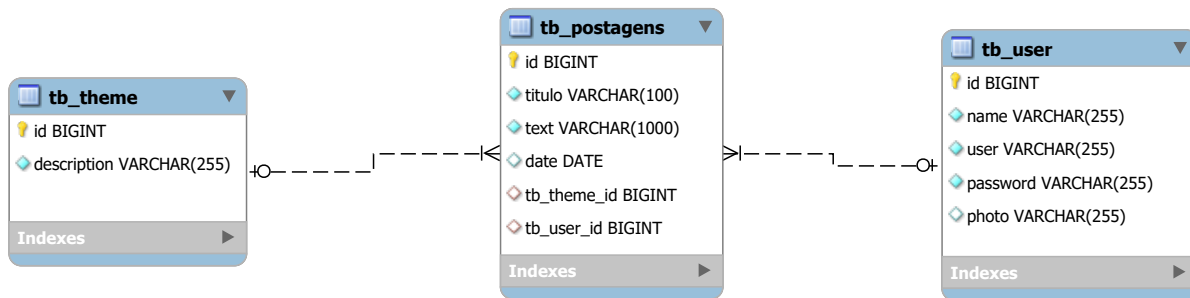 tb_theme
id BIGINT
description VARCHAR(255)
Indexes
tb_postagens
id BIGINT
titulo VARCHAR(100)
text VARCHAR(1000)
date DATE
tb_theme_id BIGINT
tb_user_id BIGINT
Indexes
tb_user
id BIGINT
name VARCHAR(255)
user VARCHAR(255)
password VARCHAR(255)
photo VARCHAR(255)
Indexes